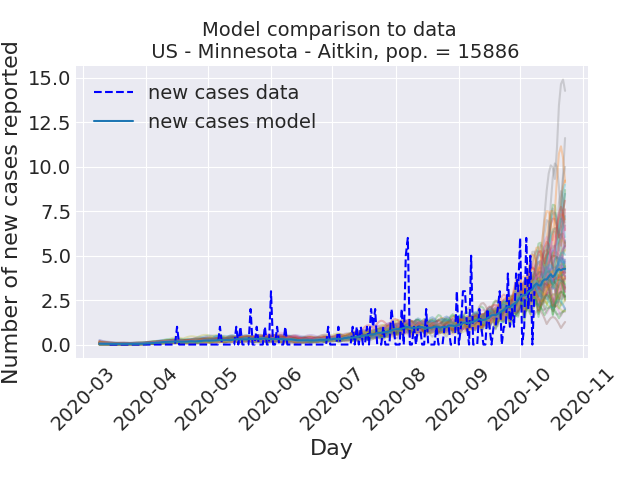 Model comparison to data
US - Minnesota - Aitkin, pop. = 15886
Number of new cases reported
15.0
12.5
10.0
7.5
5.0
2.5
0.0
new cases data
new cases model
2020-03
2020-04
2020-05
2020-06
2020-07
2020-08
2020-09
2020-10
2020-11
Day